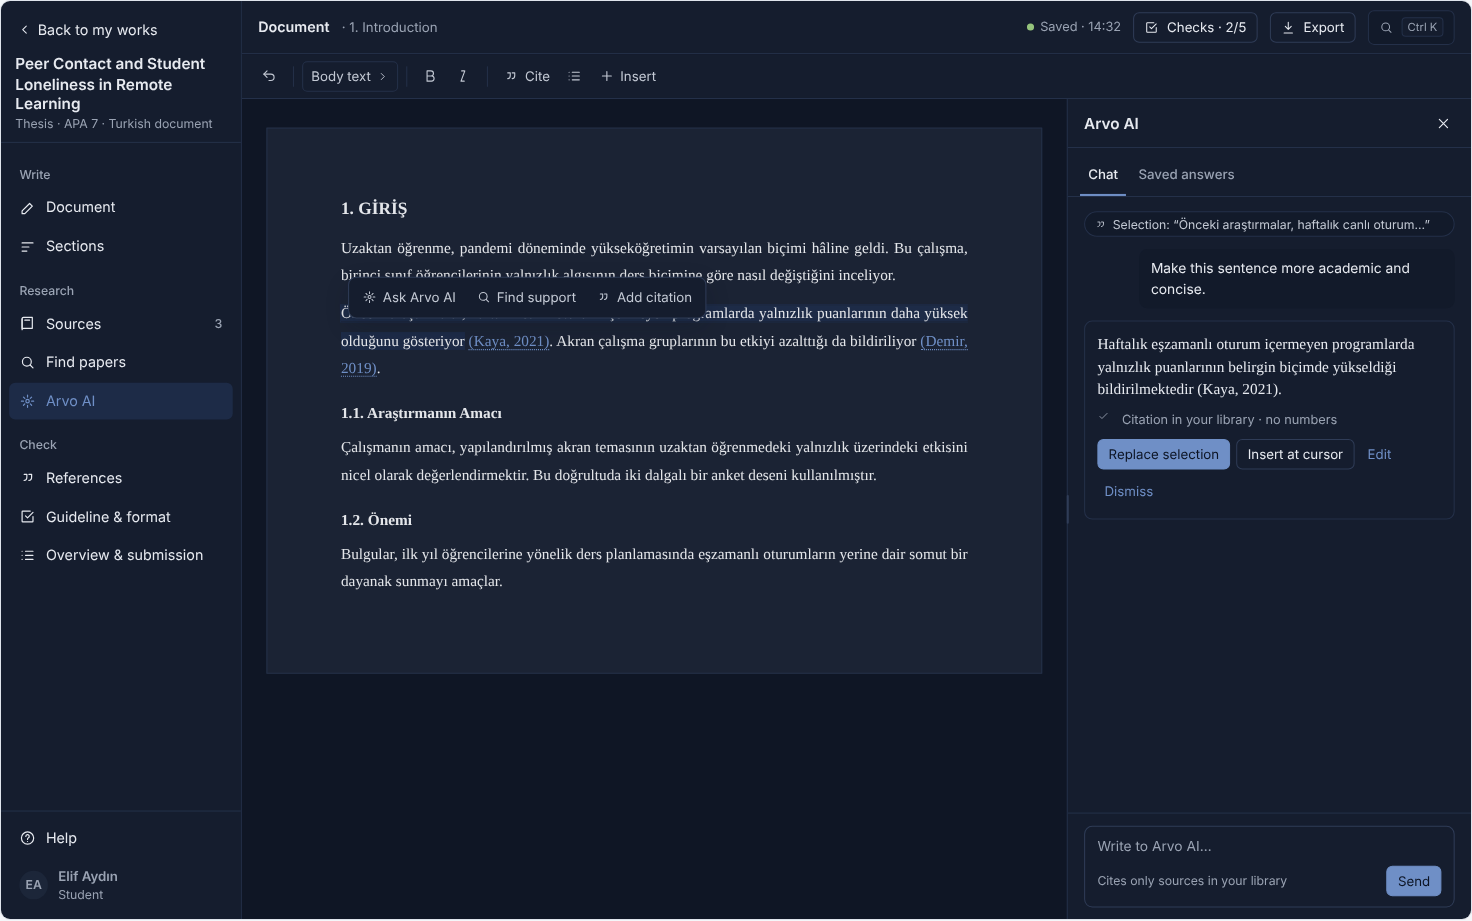 Back to my works
Peer Contact and Student
Loneliness in Remote
Learning
Thesis · APA 7 · Turkish document
Write
Document
Sections
Research
Sources 3
Find papers
Arvo AI
Check
References
Guideline & format
Overview & submission
Help
EA
Elif Aydın
Student
Document · 1. Introduction
Saved · 14:32
Checks · 2/5
Export
Ctrl K
Body text
B
I
Cite
Insert
1. GİRİŞ
Uzaktan öğrenme, pandemi döneminde yükseköğretimin varsayılan biçimi hâline geldi. Bu çalışma,
birinci sınıf öğrencilerinin yalnızlık algısının ders biçimine göre nasıl değiştiğini inceliyor.
Ask Arvo AI
Find support
Add citation
programlarda yalnızlık puanlarının daha yüksek
olduğunu gösteriyor (Kaya, 2021). Akran çalışma gruplarının bu etkiyi azalttığı da bildiriliyor (Demir,
2019).
1.1. Araştırmanın Amacı
Çalışmanın amacı, yapılandırılmış akran temasının uzaktan öğrenmedeki yalnızlık üzerindeki etkisini
nicel olarak değerlendirmektir. Bu doğrultuda iki dalgalı bir anket deseni kullanılmıştır.
1.2. Önemi
Bulgular, ilk yıl öğrencilerine yönelik ders planlamasında eşzamanlı oturumların yerine dair somut bir
dayanak sunmayı amaçlar.
Arvo AI
Chat
Saved answers
Selection: “Önceki araştırmalar, haftalık canlı oturum...”
Make this sentence more academic and
concise.
Haftalık eşzamanlı oturum içermeyen programlarda
yalnızlık puanlarının belirgin biçimde yükseldiği
bildirilmektedir (Kaya, 2021).
Citation in your library · no numbers
Replace selection
Insert at cursor
Edit
Dismiss
Write to Arvo AI...
Cites only sources in your library
Send